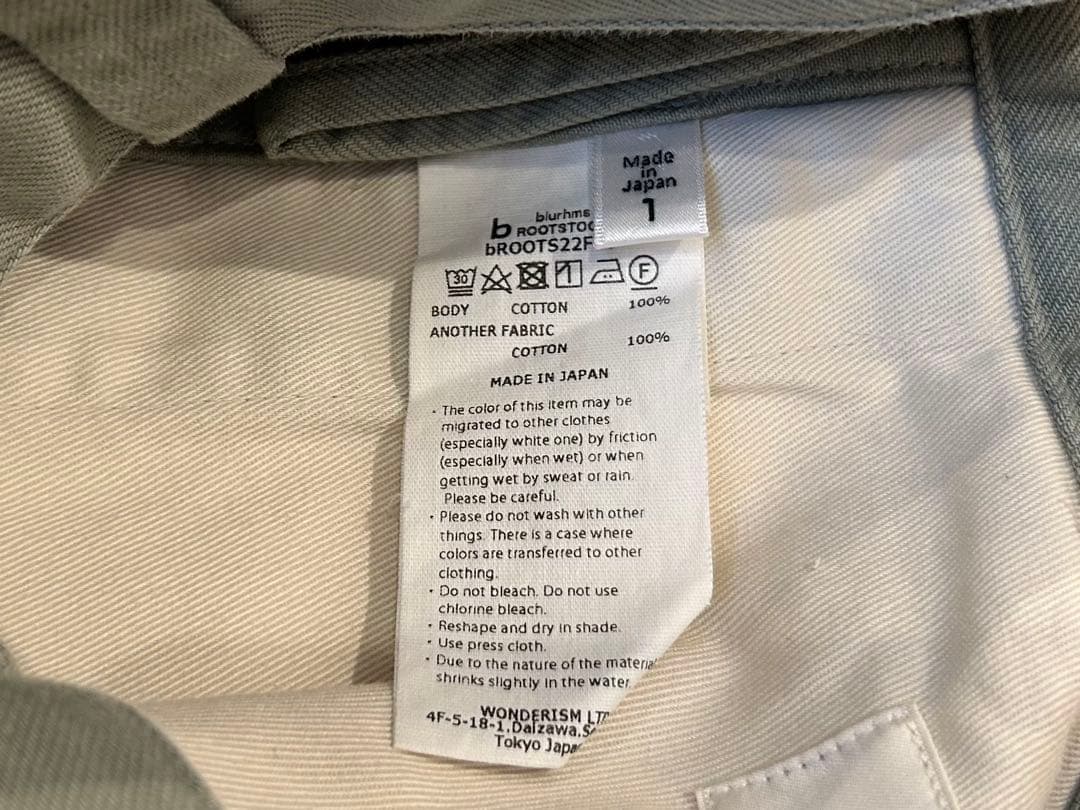 Made
in
Japan
1
blurhms
b ROOTSTOC
bROOTS22F
30 F
BODY COTTON 100%
ANOTHER FABRIC
COTTON 100%
MADE IN JAPAN
· The color of this item may be
migrated to other clothes
(especially white one) by friction
(especially when wet) or when
getting wet by sweat or rain.
Please be careful.
· Please do not wash with other
things. There is a case where
colors are transferred to other
clothing.
· Do not bleach. Do not use
chlorine bleach.
· Reshape and dry in shade.
· Use press cloth.
· Due to the nature of the material
shrinks slightly in the water
WONDERISM LT
4F-5-18-1,Daizawa,S
Tokyo Japa